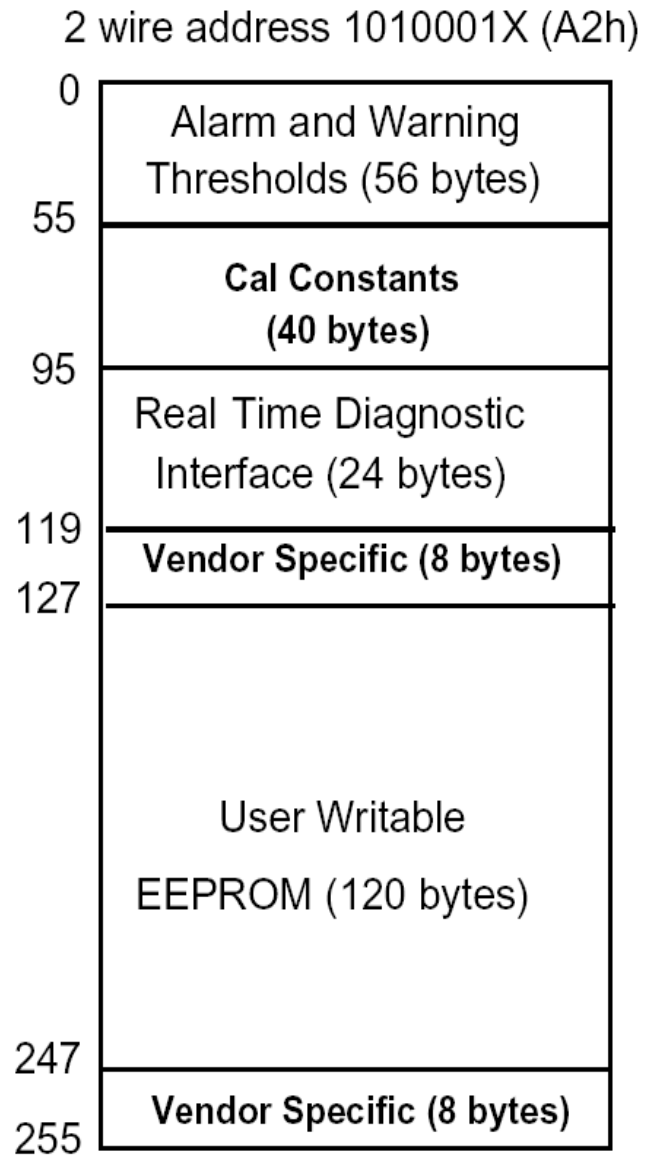 2 wire address 1010001X (A2h)
0
Alarm and Warning
Thresholds (56 bytes)
55
Cal Constants
(40 bytes)
95
Real Time Diagnostic
Interface (24 bytes)
119
Vendor Specific (8 bytes)
127
User Writable
EEPROM (120 bytes)
247
Vendor Specific (8 bytes)
255